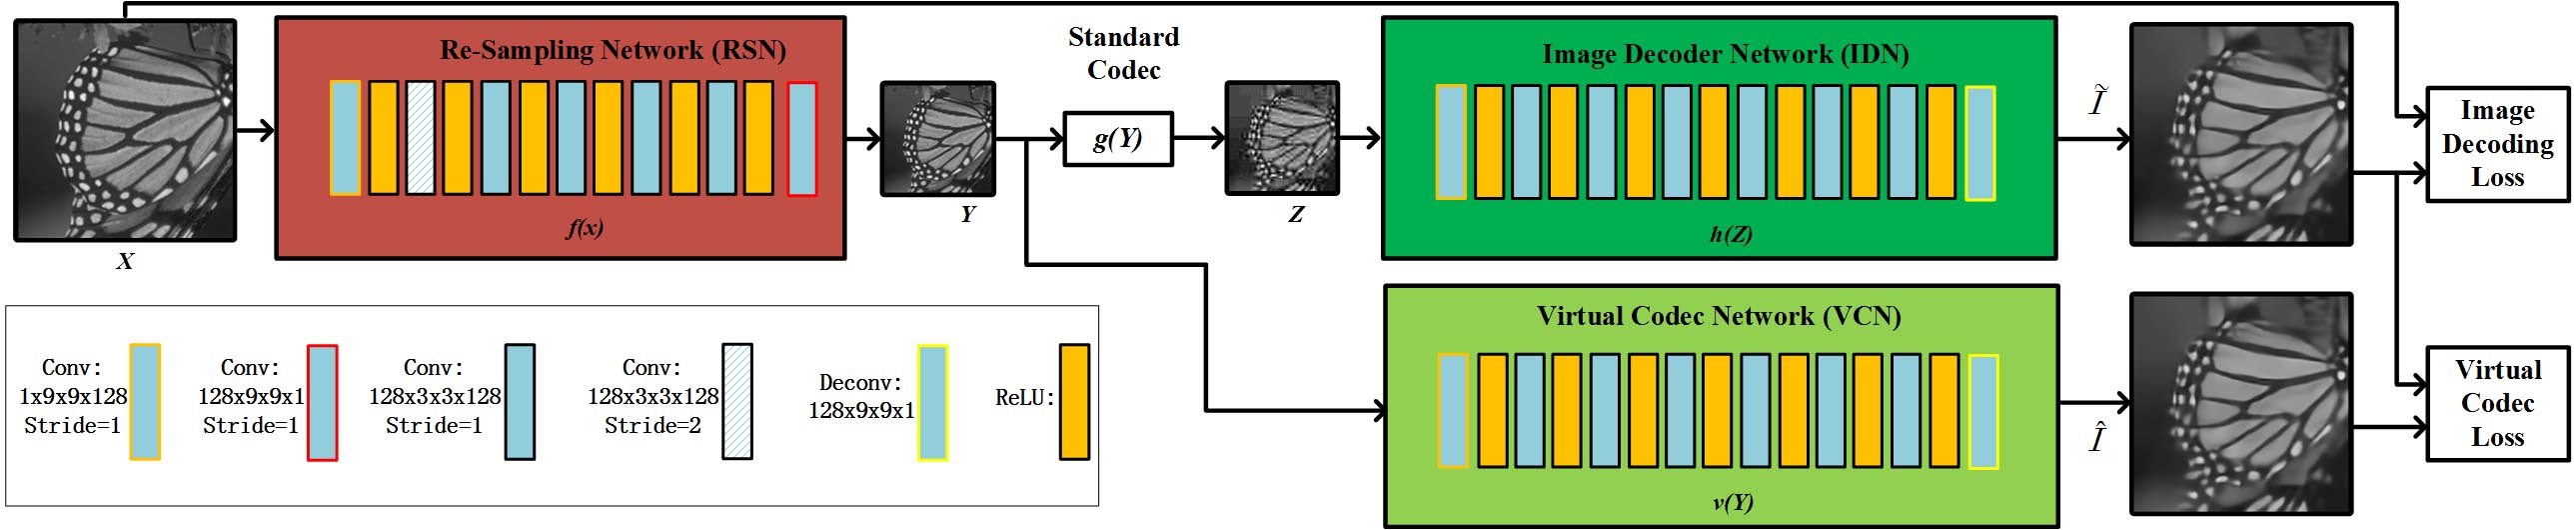 Re-Sampling Network (RSN)
f(x)
X
Y
Standard
Codec
g(Y)
Z
Image Decoder Network (IDN)
h(Z)
Ĩ
Image
Decoding
Loss
Virtual Codec Network (VCN)
v(Y)
Î
Virtual
Codec
Loss
Conv:
1x9x9x128
Stride=1
Conv:
128x9x9x1
Stride=1
Conv:
128x3x3x128
Stride=1
Conv:
128x3x3x128
Stride=2
Deconv:
128x9x9x1
ReLU: